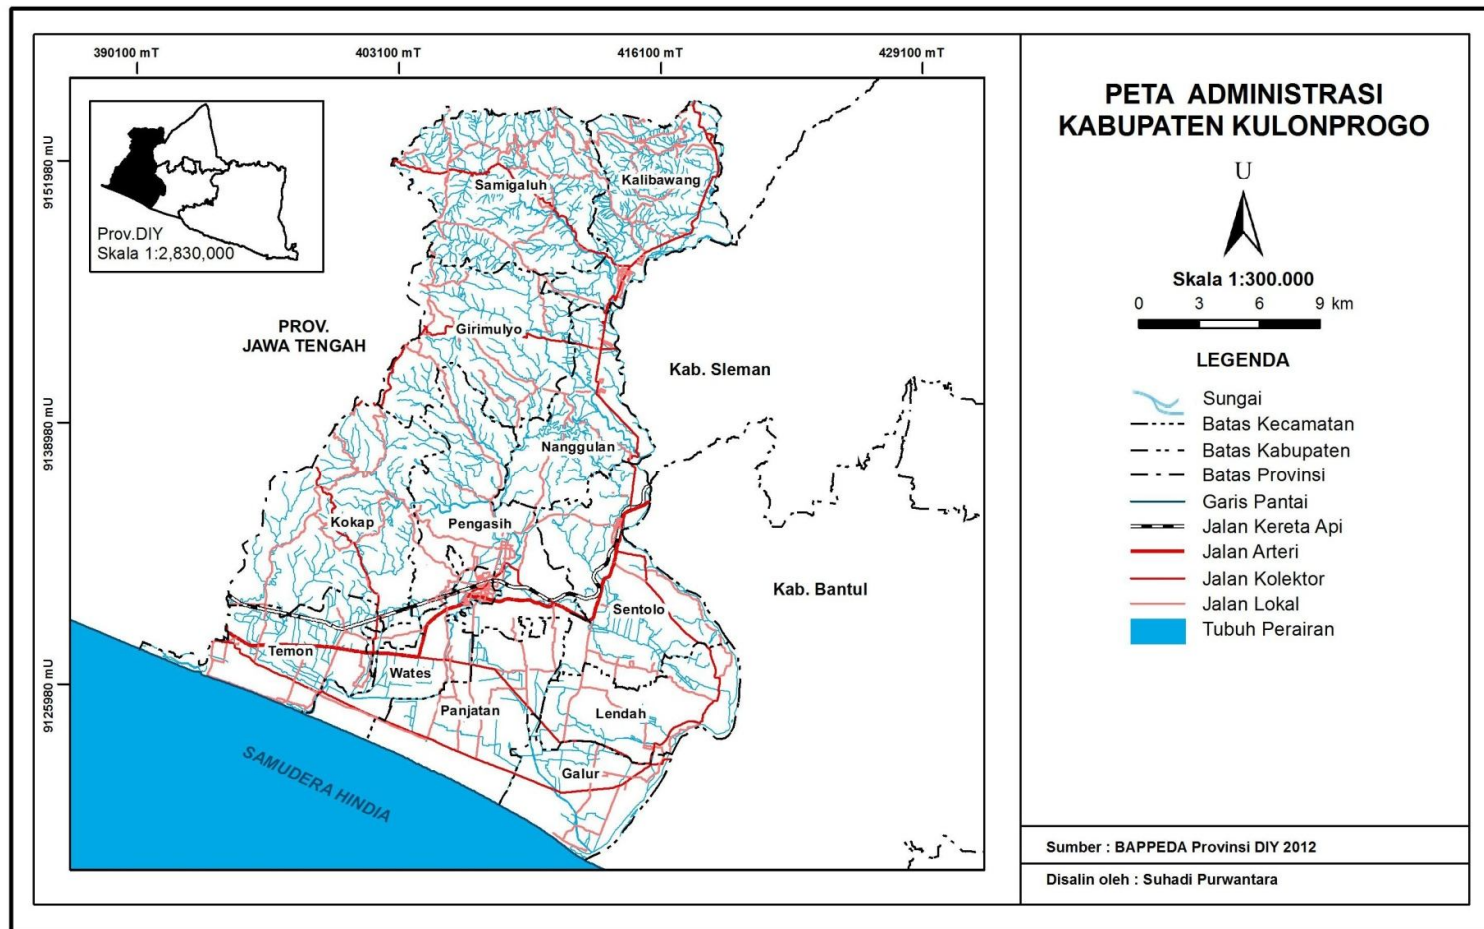 390100 mT
403100 mT
416100 mT
429100 mT
9151980 mU
9138980 mU
9125980 mU
Prov.DIY
Skala 1:2,830,000
PROV.
JAWA TENGAH
Samigaluh
Kalibawang
Girimulyo
Kab. Sleman
Nanggulan
Kokap
Pengasih
Kab. Bantul
Sentolo
Temon
Wates
Panjatan
Lendah
Galur
SAMUDERA HINDIA
PETA ADMINISTRASI
KABUPATEN KULONPROGO
U
Skala 1:300.000
0 3 6 9 km
LEGENDA
Sungai
Batas Kecamatan
Batas Kabupaten
Batas Provinsi
Garis Pantai
Jalan Kereta Api
Jalan Arteri
Jalan Kolektor
Jalan Lokal
Tubuh Perairan
Sumber : BAPPEDA Provinsi DIY 2012
Disalin oleh : Suhadi Purwantara